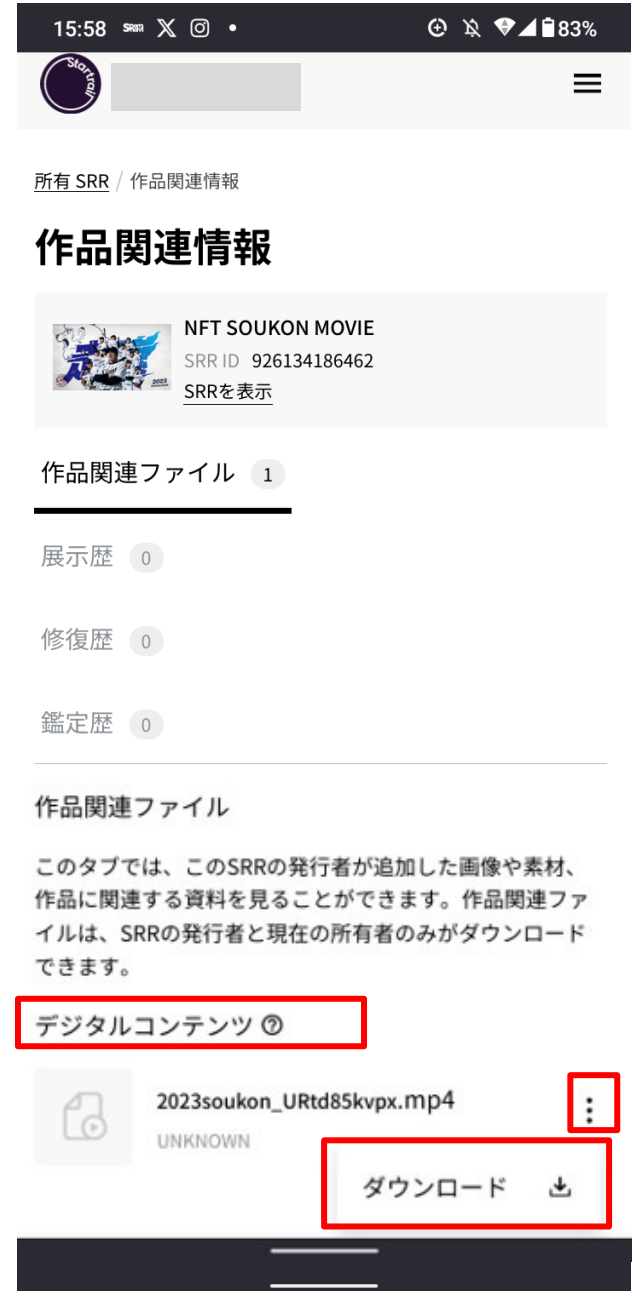 15:58 SRR
83%
Startrail
所有 SRR / 作品関連情報
作品関連情報
NFT SOUKON MOVIE
SRR ID 926134186462
SRRを表示
2023
作品関連ファイル 1
展示歴 0
修復歴 0
鑑定歴 0
作品関連ファイル
このタブでは、このSRRの発行者が追加した画像や素材、
作品に関連する資料を見ることができます。作品関連ファ
イルは、SRRの発行者と現在の所有者のみがダウンロード
できます。
デジタルコンテンツ
2023soukon_URtd85kvpx.mp4
UNKNOWN
ダウンロード